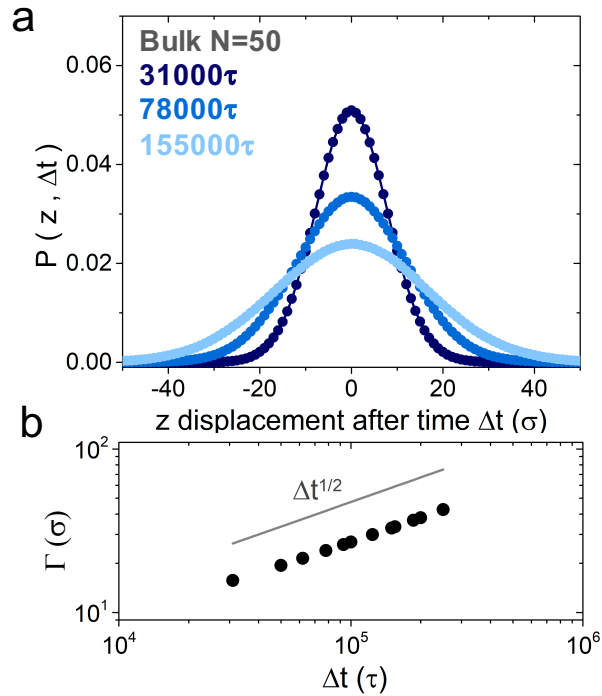 a
Bulk N=50
31000τ
78000τ
155000τ
P ( z , Δt )
0.06
0.04
0.02
0.00
-40 -20 0 20 40
z displacement after time Δt (σ)
b
Γ (σ)
10²
10¹
Δt^{1/2}
10⁴ 10⁵ 10⁶
Δt (τ)